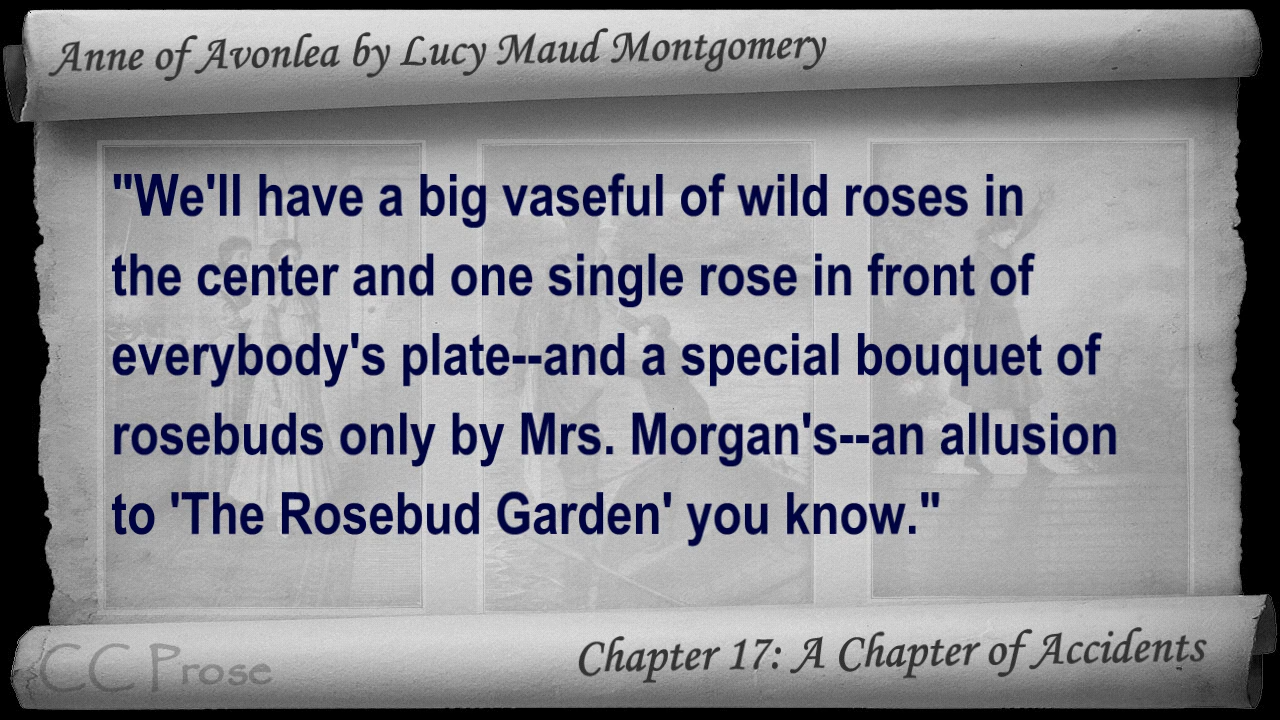 Anne of Avonlea by Lucy Maud Montgomery
"We'll have a big vaseful of wild roses in
the center and one single rose in front of
everybody's plate--and a special bouquet of
rosebuds only by Mrs. Morgan's--an allusion
to 'The Rosebud Garden' you know."
CC Prose
Chapter 17: A Chapter of Accidents